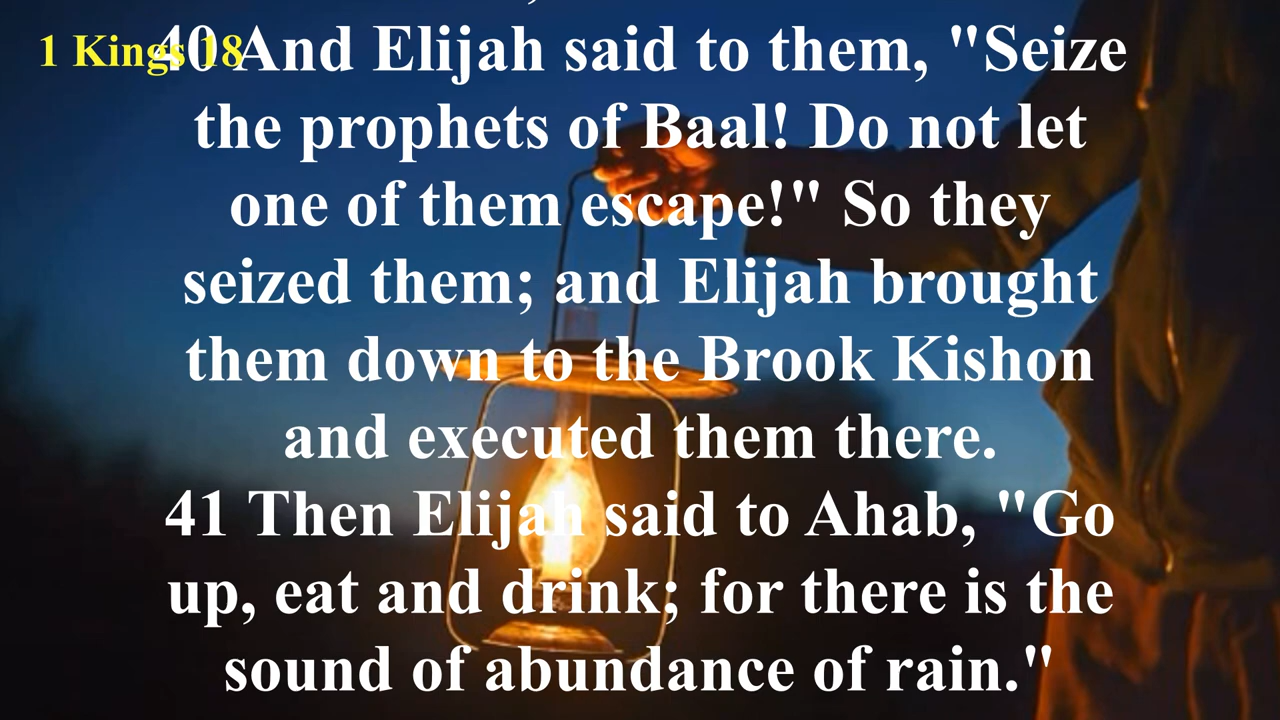 1 Kings 18
40 And Elijah said to them, "Seize
the prophets of Baal! Do not let
one of them escape!" So they
seized them; and Elijah brought
them down to the Brook Kishon
and executed them there.
41 Then Elijah said to Ahab, "Go
up, eat and drink; for there is the
sound of abundance of rain."